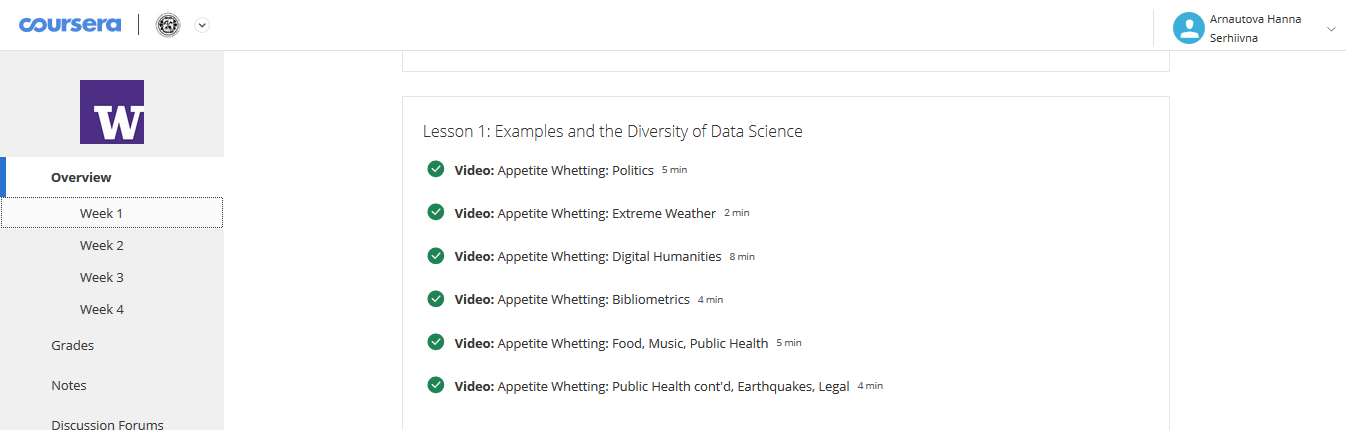 coursera
Arnautova Hanna
Serhiivna
W
Overview
Week 1
Week 2
Week 3
Week 4
Grades
Notes
Discussion Forums
Lesson 1: Examples and the Diversity of Data Science
Video: Appetite Whetting: Politics 5 min
Video: Appetite Whetting: Extreme Weather 2 min
Video: Appetite Whetting: Digital Humanities 8 min
Video: Appetite Whetting: Bibliometrics 4 min
Video: Appetite Whetting: Food, Music, Public Health 5 min
Video: Appetite Whetting: Public Health cont'd, Earthquakes, Legal 4 min